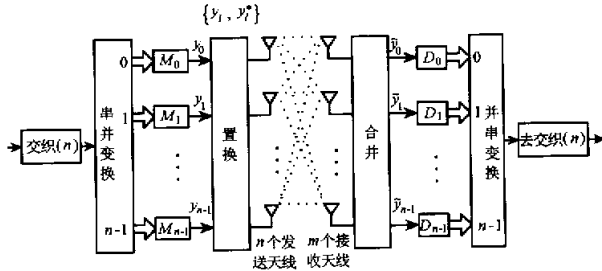 {y_i , y_i^*}
交织(n)
串并变换
0
1
n-1
M_0
M_1
M_{n-1}
y_0
y_1
y_{n-1}
置换
n个发送天线
m个接收天线
合并
ỹ_0
ỹ_1
ỹ_{n-1}
D_0
D_1
D_{n-1}
0
1
n-1
并串变换
去交织(n)